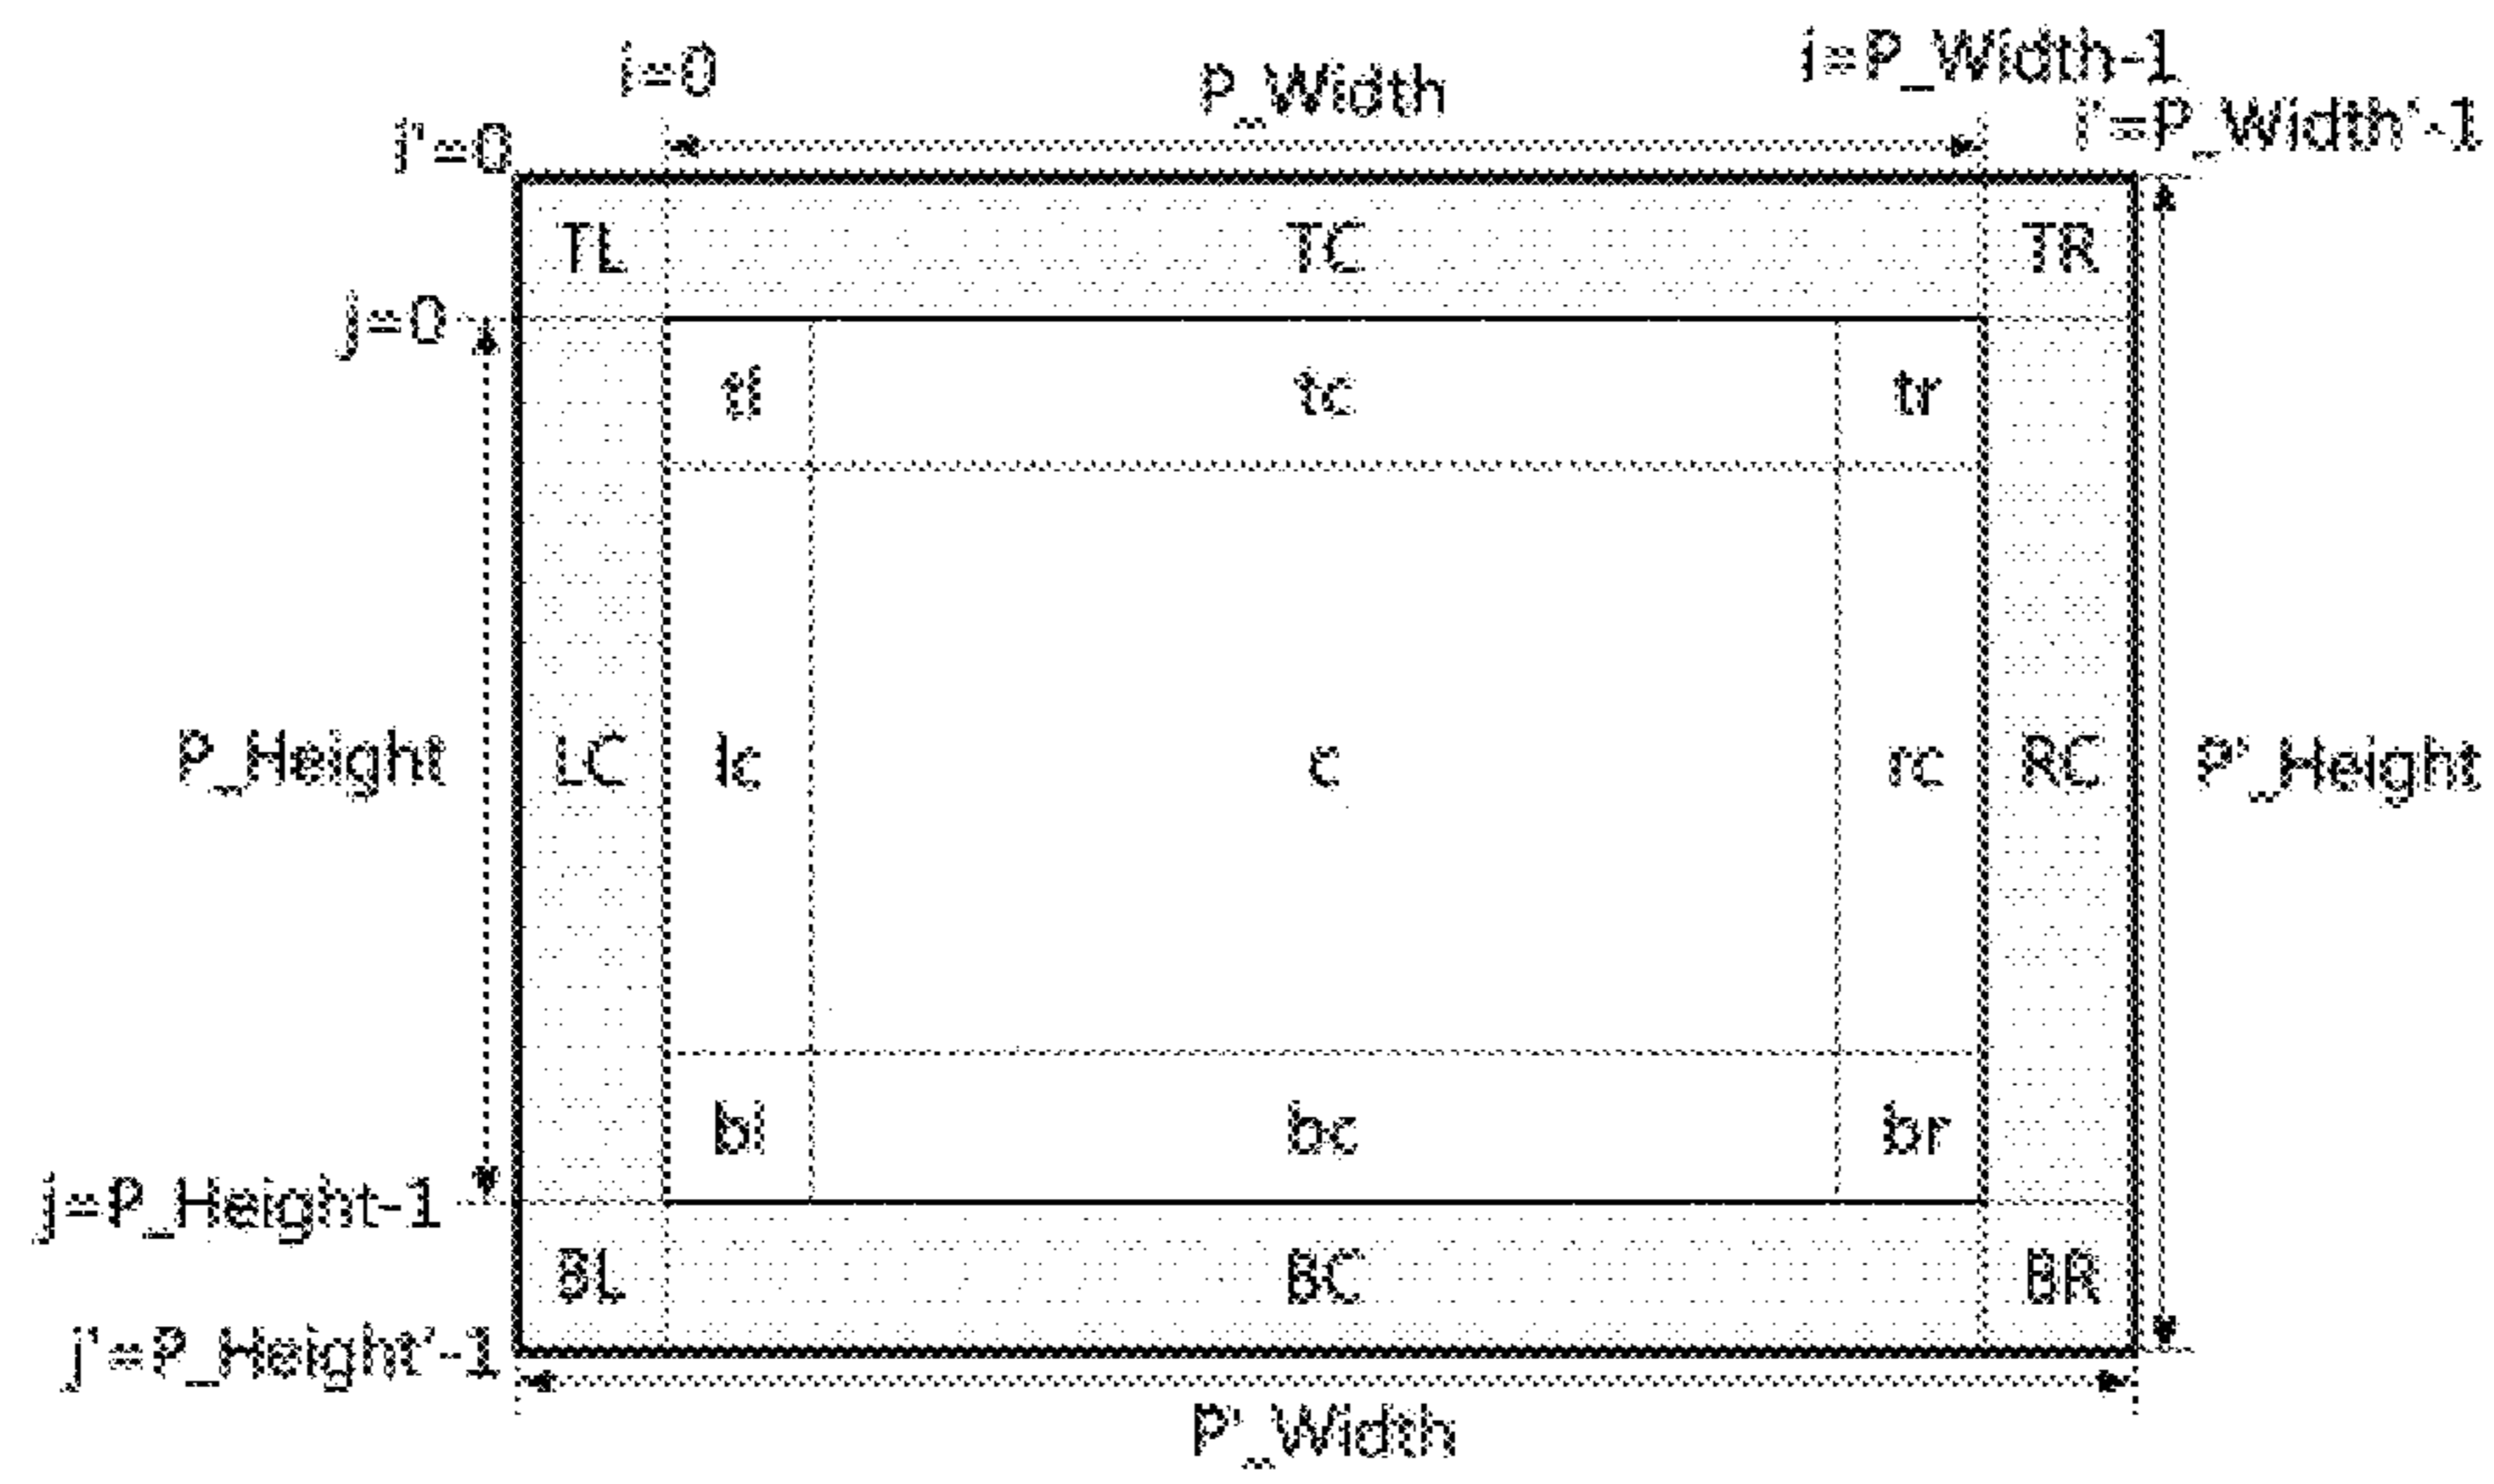 i=0
P_Width
i=P_Width-1
i'=0
i'=P_Width'-1
TL
TC
TR
j=0
tl
tc
tr
P_Height
LC
lc
c
rc
RC
P'_Height
bl
bc
br
j=P_Height-1
BL
BC
BR
j'=P_Height'-1
P'_Width